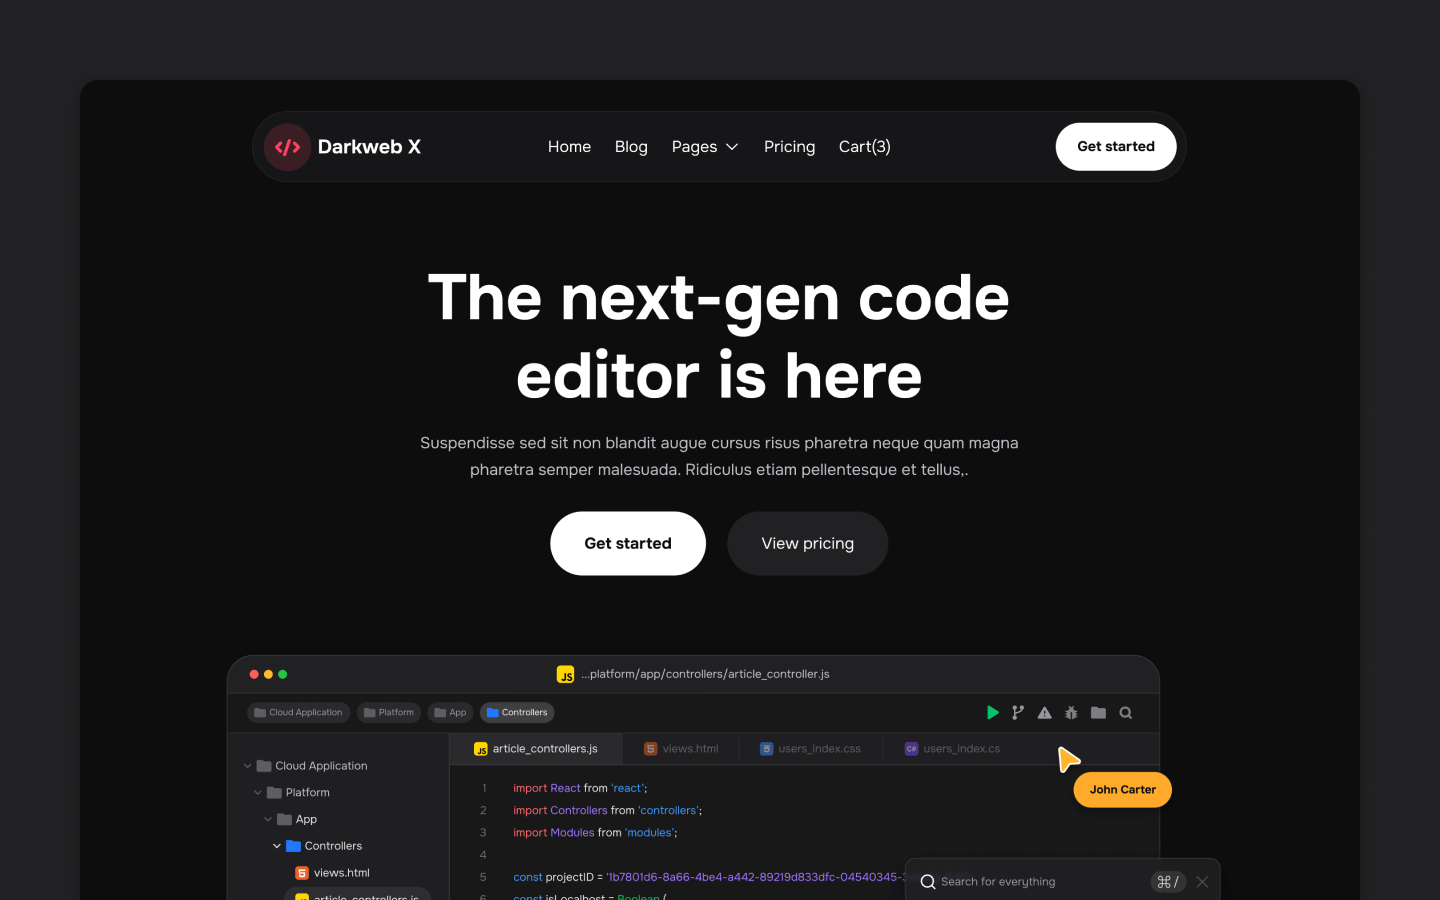 Darkweb X
Home Blog Pages Pricing Cart(3)
Get started
The next-gen code
editor is here
Suspendisse sed sit non blandit augue cursus risus pharetra neque quam magna
pharetra semper malesuada. Ridiculus etiam pellentesque et tellus,.
Get started
View pricing
JS ...platform/app/controllers/article_controller.js
Cloud Application Platform App Controllers
JS article_controllers.js 5 views.html users_index.css C# users_index.cs
John Carter
Cloud Application
Platform
App
Controllers
5 views.html
article_controllers.js
1 import React from 'react';
2 import Controllers from 'controllers';
3 import Modules from 'modules';
4
5 const projectID = '1b7801d6-8a66-4be4-a442-89219d833dfc-04540345-
6 const isLocalhost = Boolean (
Search for everything ⌘ /